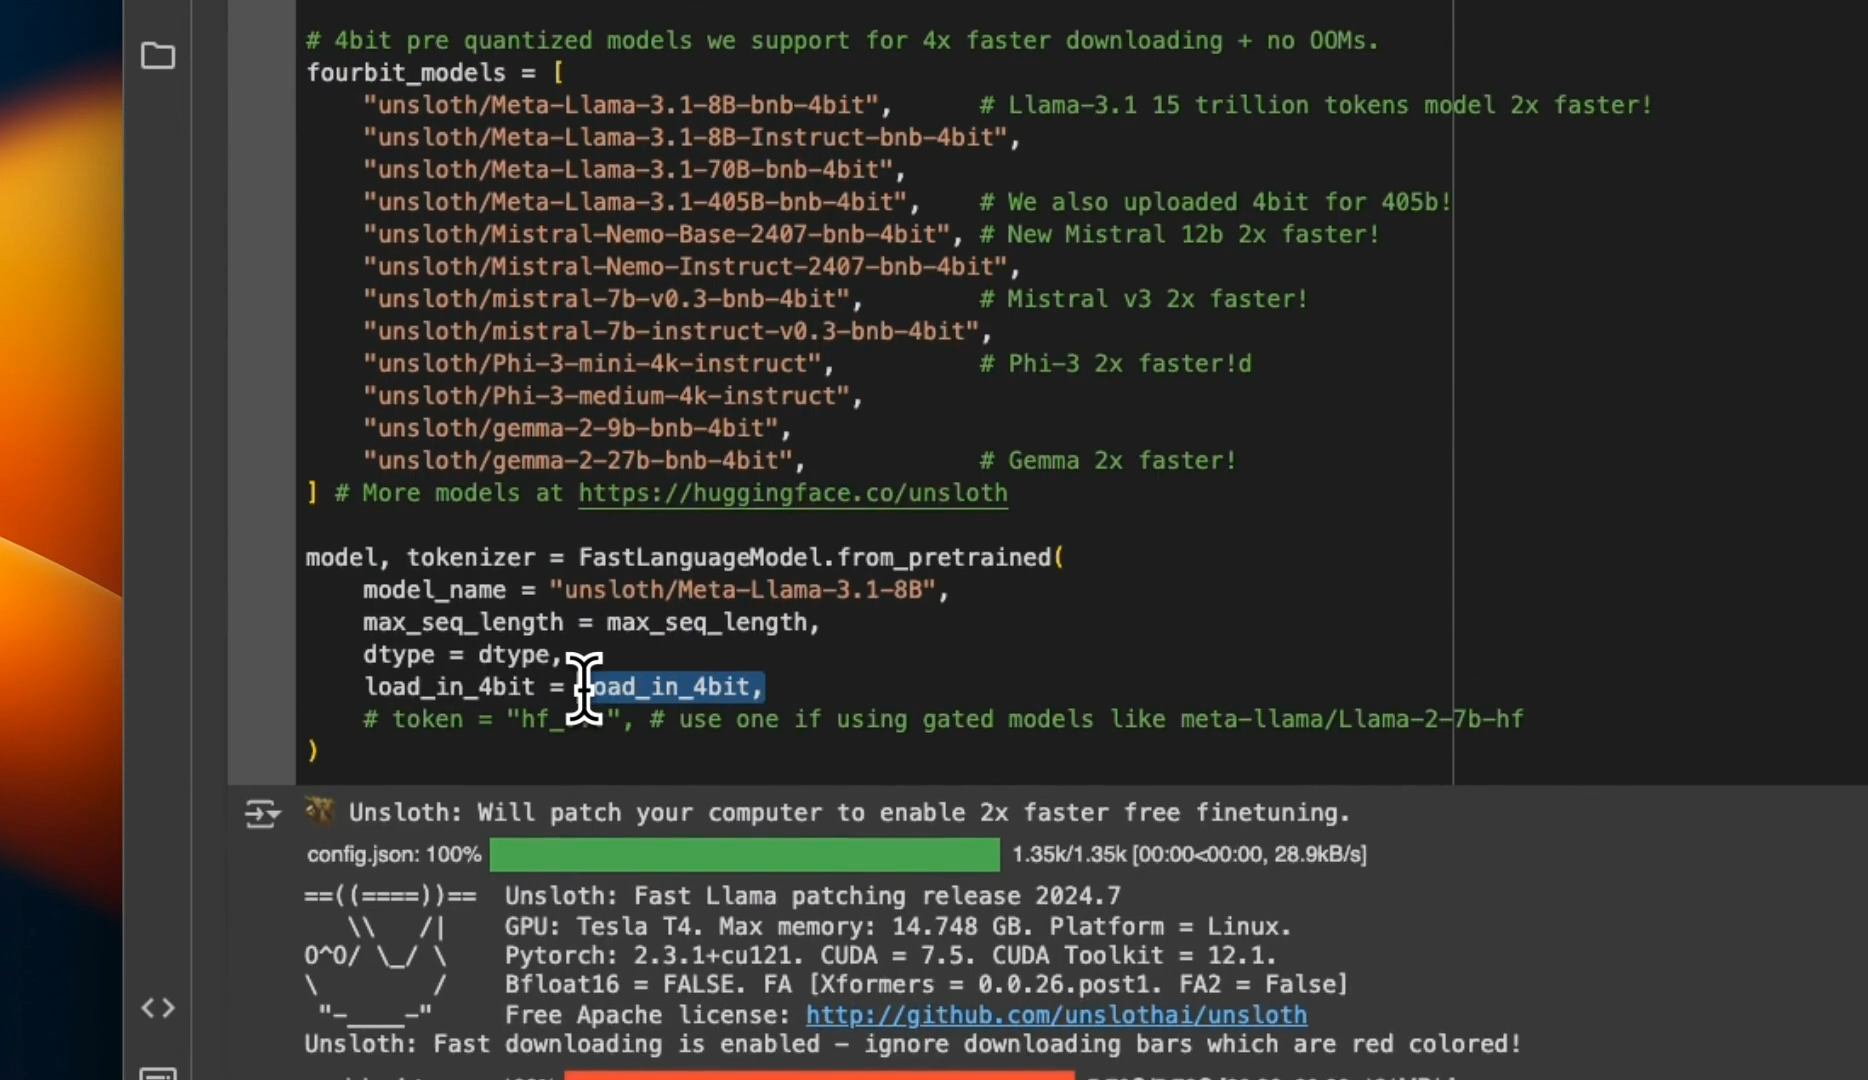 # 4bit pre quantized models we support for 4x faster downloading + no OOMs.
fourbit_models = [
    "unsloth/Meta-Llama-3.1-8B-bnb-4bit",      # Llama-3.1 15 trillion tokens model 2x faster!
    "unsloth/Meta-Llama-3.1-8B-Instruct-bnb-4bit",
    "unsloth/Meta-Llama-3.1-70B-bnb-4bit",
    "unsloth/Meta-Llama-3.1-405B-bnb-4bit",    # We also uploaded 4bit for 405b!
    "unsloth/Mistral-Nemo-Base-2407-bnb-4bit", # New Mistral 12b 2x faster!
    "unsloth/Mistral-Nemo-Instruct-2407-bnb-4bit",
    "unsloth/mistral-7b-v0.3-bnb-4bit",        # Mistral v3 2x faster!
    "unsloth/mistral-7b-instruct-v0.3-bnb-4bit",
    "unsloth/Phi-3-mini-4k-instruct",          # Phi-3 2x faster!d
    "unsloth/Phi-3-medium-4k-instruct",
    "unsloth/gemma-2-9b-bnb-4bit",
    "unsloth/gemma-2-27b-bnb-4bit",            # Gemma 2x faster!
] # More models at https://huggingface.co/unsloth
model, tokenizer = FastLanguageModel.from_pretrained(
    model_name = "unsloth/Meta-Llama-3.1-8B",
    max_seq_length = max_seq_length,
    dtype = dtype,
    load_in_4bit = load_in_4bit,
    # token = "hf_", # use one if using gated models like meta-llama/Llama-2-7b-hf
)
Unsloth: Will patch your computer to enable 2x faster free finetuning.
config.json: 100% 1.35k/1.35k [00:00<00:00, 28.9kB/s]
==((====))==  Unsloth: Fast Llama patching release 2024.7
   \\   /|    GPU: Tesla T4. Max memory: 14.748 GB. Platform = Linux.
O^O/ \_/ \    Pytorch: 2.3.1+cu121. CUDA = 7.5. CUDA Toolkit = 12.1.
\        /    Bfloat16 = FALSE. FA [Xformers = 0.0.26.post1. FA2 = False]
 "-____-"     Free Apache license: http://github.com/unslothai/unsloth
Unsloth: Fast downloading is enabled - ignore downloading bars which are red colored!